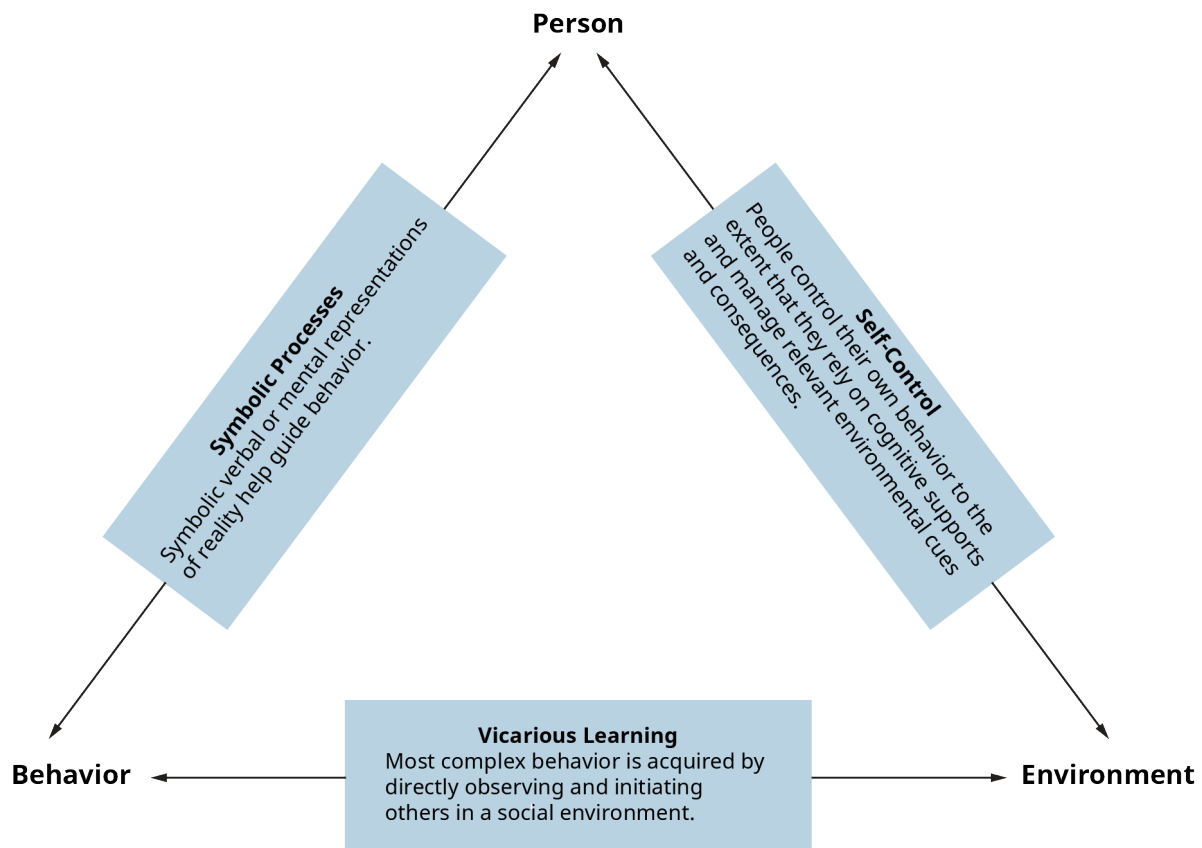 Person
Symbolic Processes
Symbolic verbal or mental representations
of reality help guide behavior.
Self-Control
People control their own behavior to the
extent that they rely on cognitive supports
and manage relevant environmental cues
and consequences.
Behavior
Vicarious Learning
Most complex behavior is acquired by
directly observing and initiating
others in a social environment.
Environment